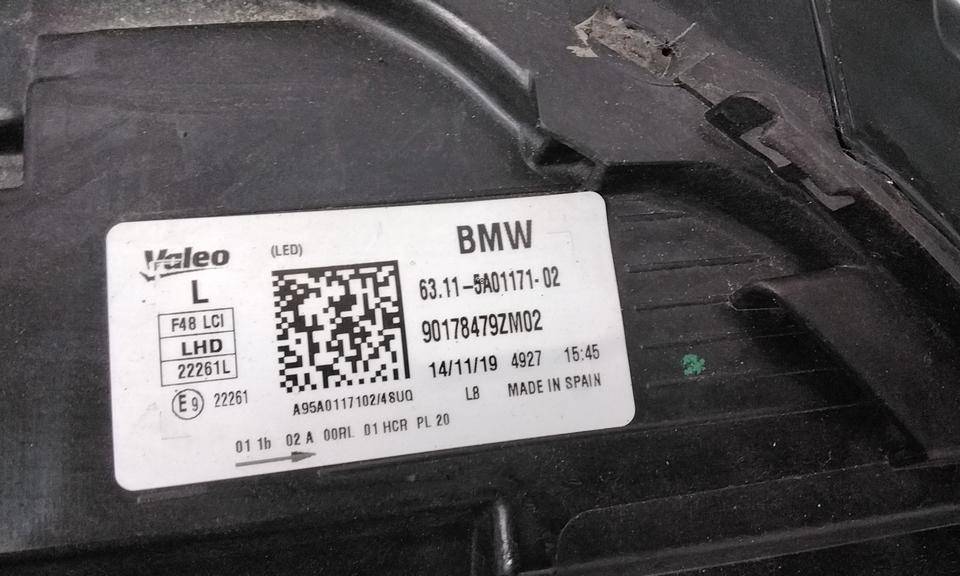 Valeo
(LED)
BMW
L
63.11-5A01171-02
F48 LCI
90178479ZM02
LHD
22261L
14/11/19 4927 15:45
E9 22261
A95A0117102/48UQ
L8 MADE IN SPAIN
01 1b 02 A 00RL 01 HCR PL 20